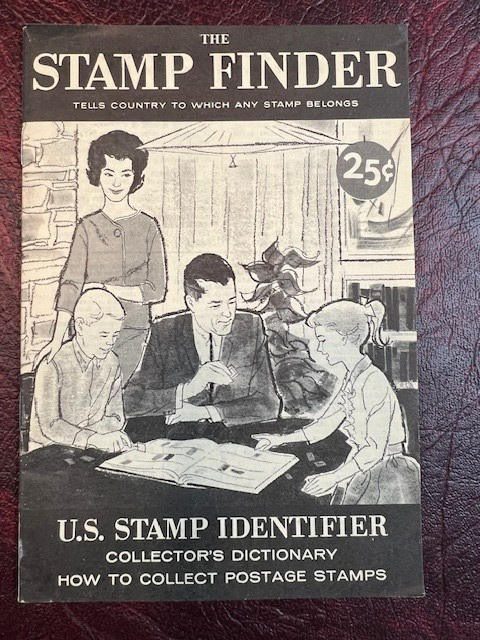 THE
STAMP FINDER
TELLS COUNTRY TO WHICH ANY STAMP BELONGS
25¢
U.S. STAMP IDENTIFIER
COLLECTOR'S DICTIONARY
HOW TO COLLECT POSTAGE STAMPS